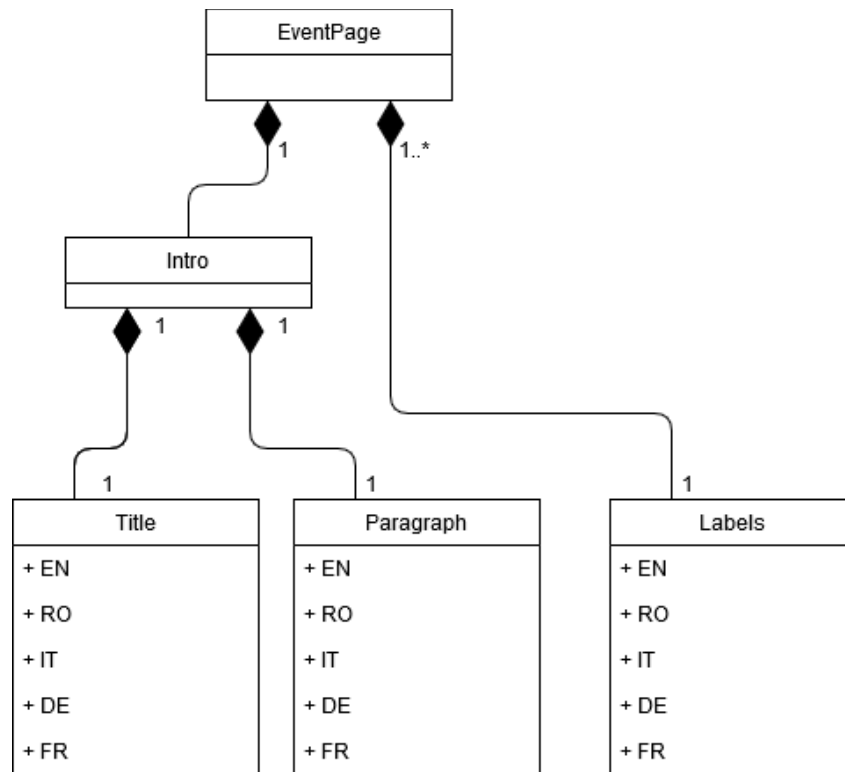 EventPage
1
1..*
Intro
1
1
1
1
1
Title
Paragraph
Labels
+ EN
+ RO
+ IT
+ DE
+ FR
+ EN
+ RO
+ IT
+ DE
+ FR
+ EN
+ RO
+ IT
+ DE
+ FR